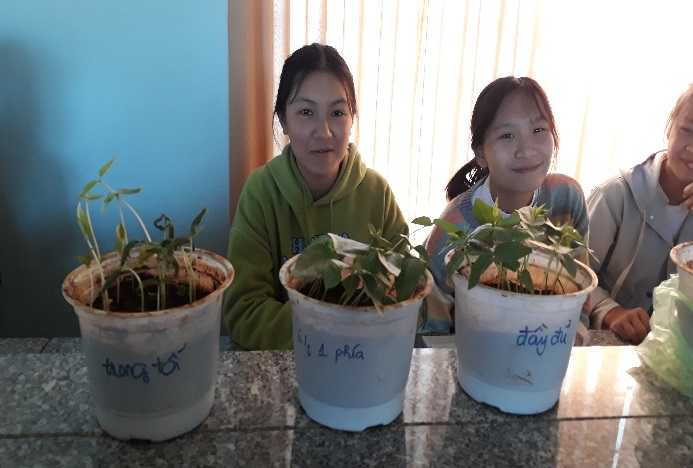 trong tối
1 phía
đầy đủ